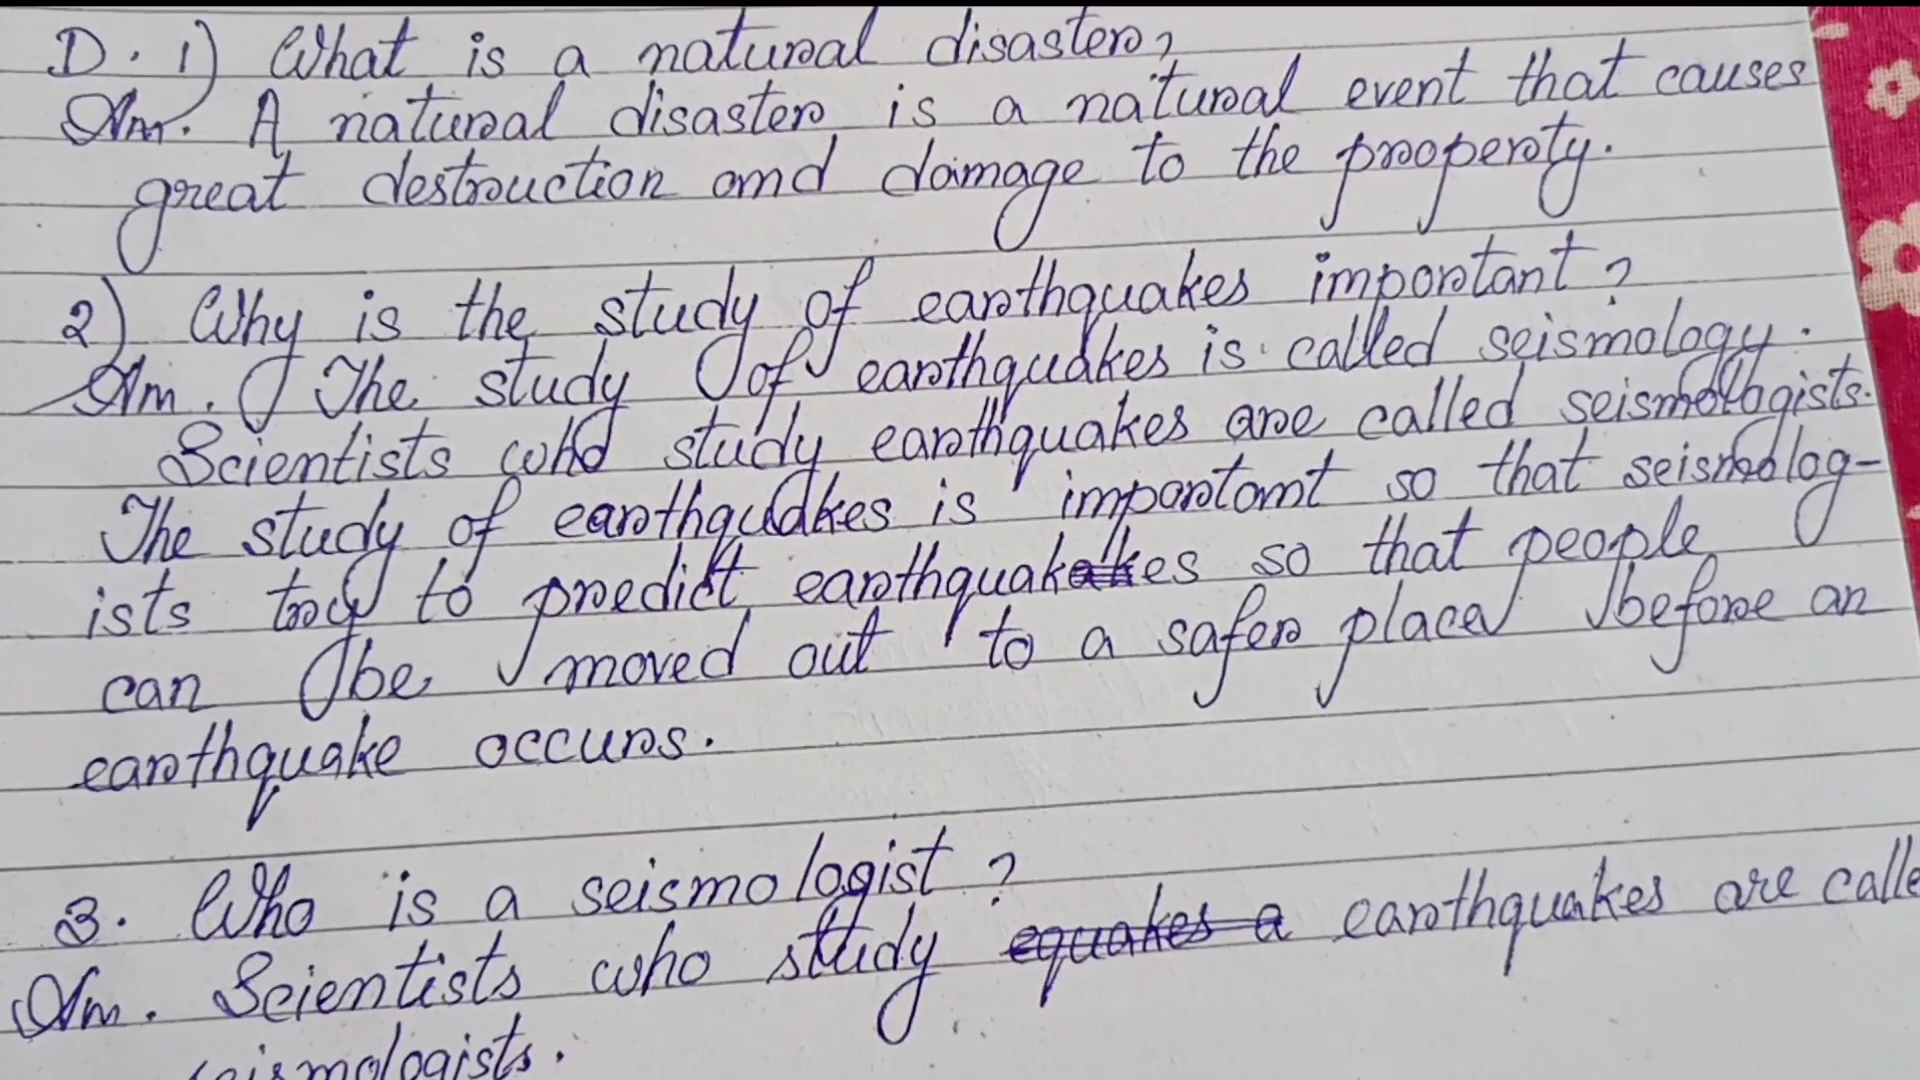 D. 1) What is a natural disaster?
Ans. A natural disaster is a natural event that causes
great destruction and damage to the property.
2) Why is the study of earthquakes important?
Ans. The study of earthquakes is called seismology.
Scientists who study earthquakes are called seismologists.
The study of earthquakes is important so that seismolog-
ists try to predict earthquakes so that people
can be moved out to a safer place before an
earthquake occurs.
3. Who is a seismologist?
Ans. Scientists who study equakes a earthquakes are calle
seismologists.